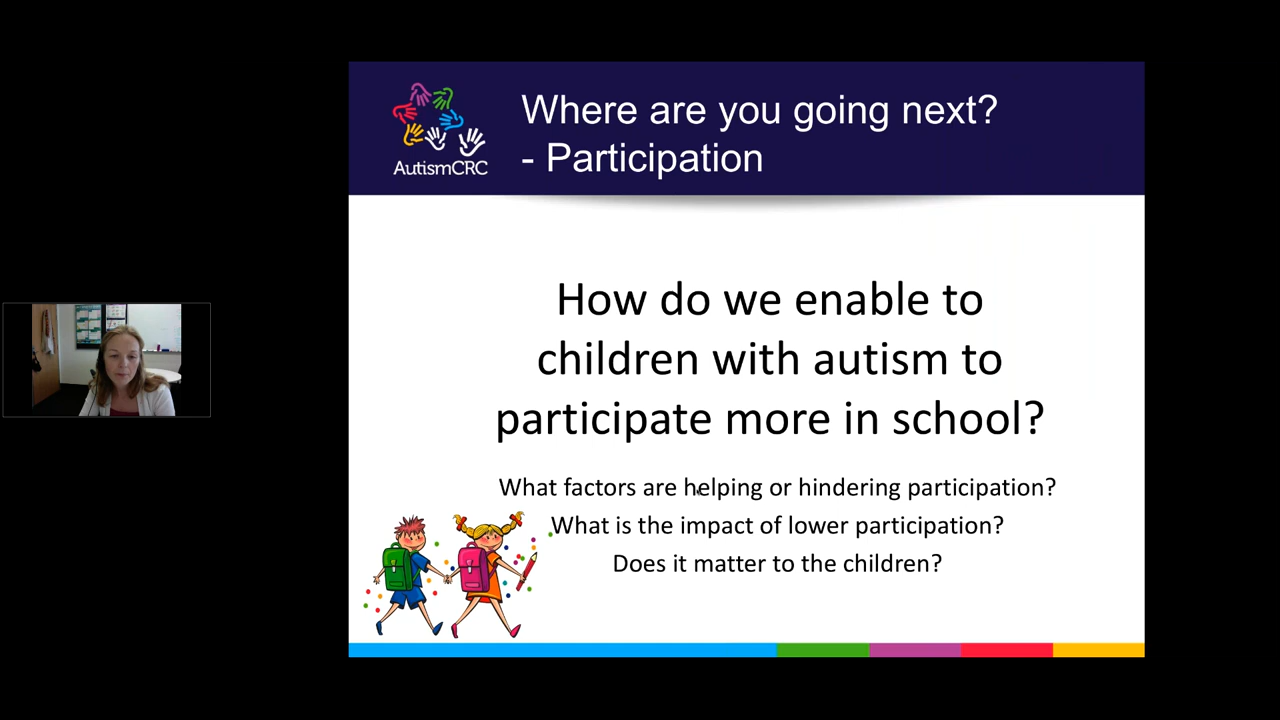 AutismCRC
Where are you going next?
- Participation
How do we enable to
children with autism to
participate more in school?
What factors are helping or hindering participation?
What is the impact of lower participation?
Does it matter to the children?